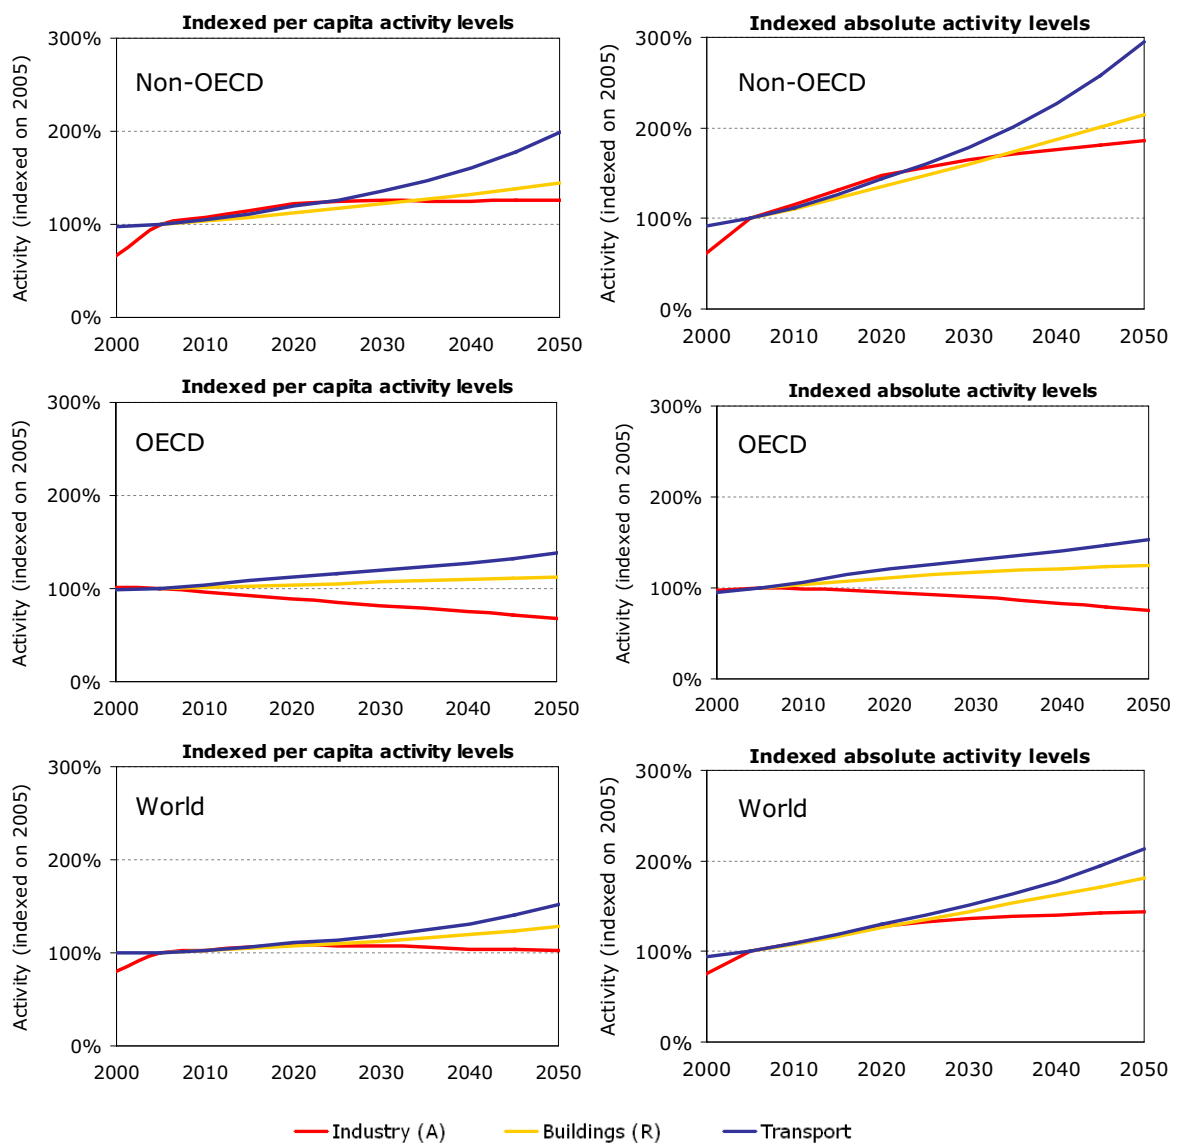 Indexed per capita activity levels
Activity (indexed on 2005)
300%
200%
100%
0%
Non-OECD
2000 2010 2020 2030 2040 2050
Indexed absolute activity levels
Activity (indexed on 2005)
300%
200%
100%
0%
Non-OECD
2000 2010 2020 2030 2040 2050
Indexed per capita activity levels
Activity (indexed on 2005)
300%
200%
100%
0%
OECD
2000 2010 2020 2030 2040 2050
Indexed absolute activity levels
Activity (indexed on 2005)
300%
200%
100%
0%
OECD
2000 2010 2020 2030 2040 2050
Indexed per capita activity levels
Activity (indexed on 2005)
300%
200%
100%
0%
World
2000 2010 2020 2030 2040 2050
Indexed absolute activity levels
Activity (indexed on 2005)
300%
200%
100%
0%
World
2000 2010 2020 2030 2040 2050
Industry (A) Buildings (R) Transport